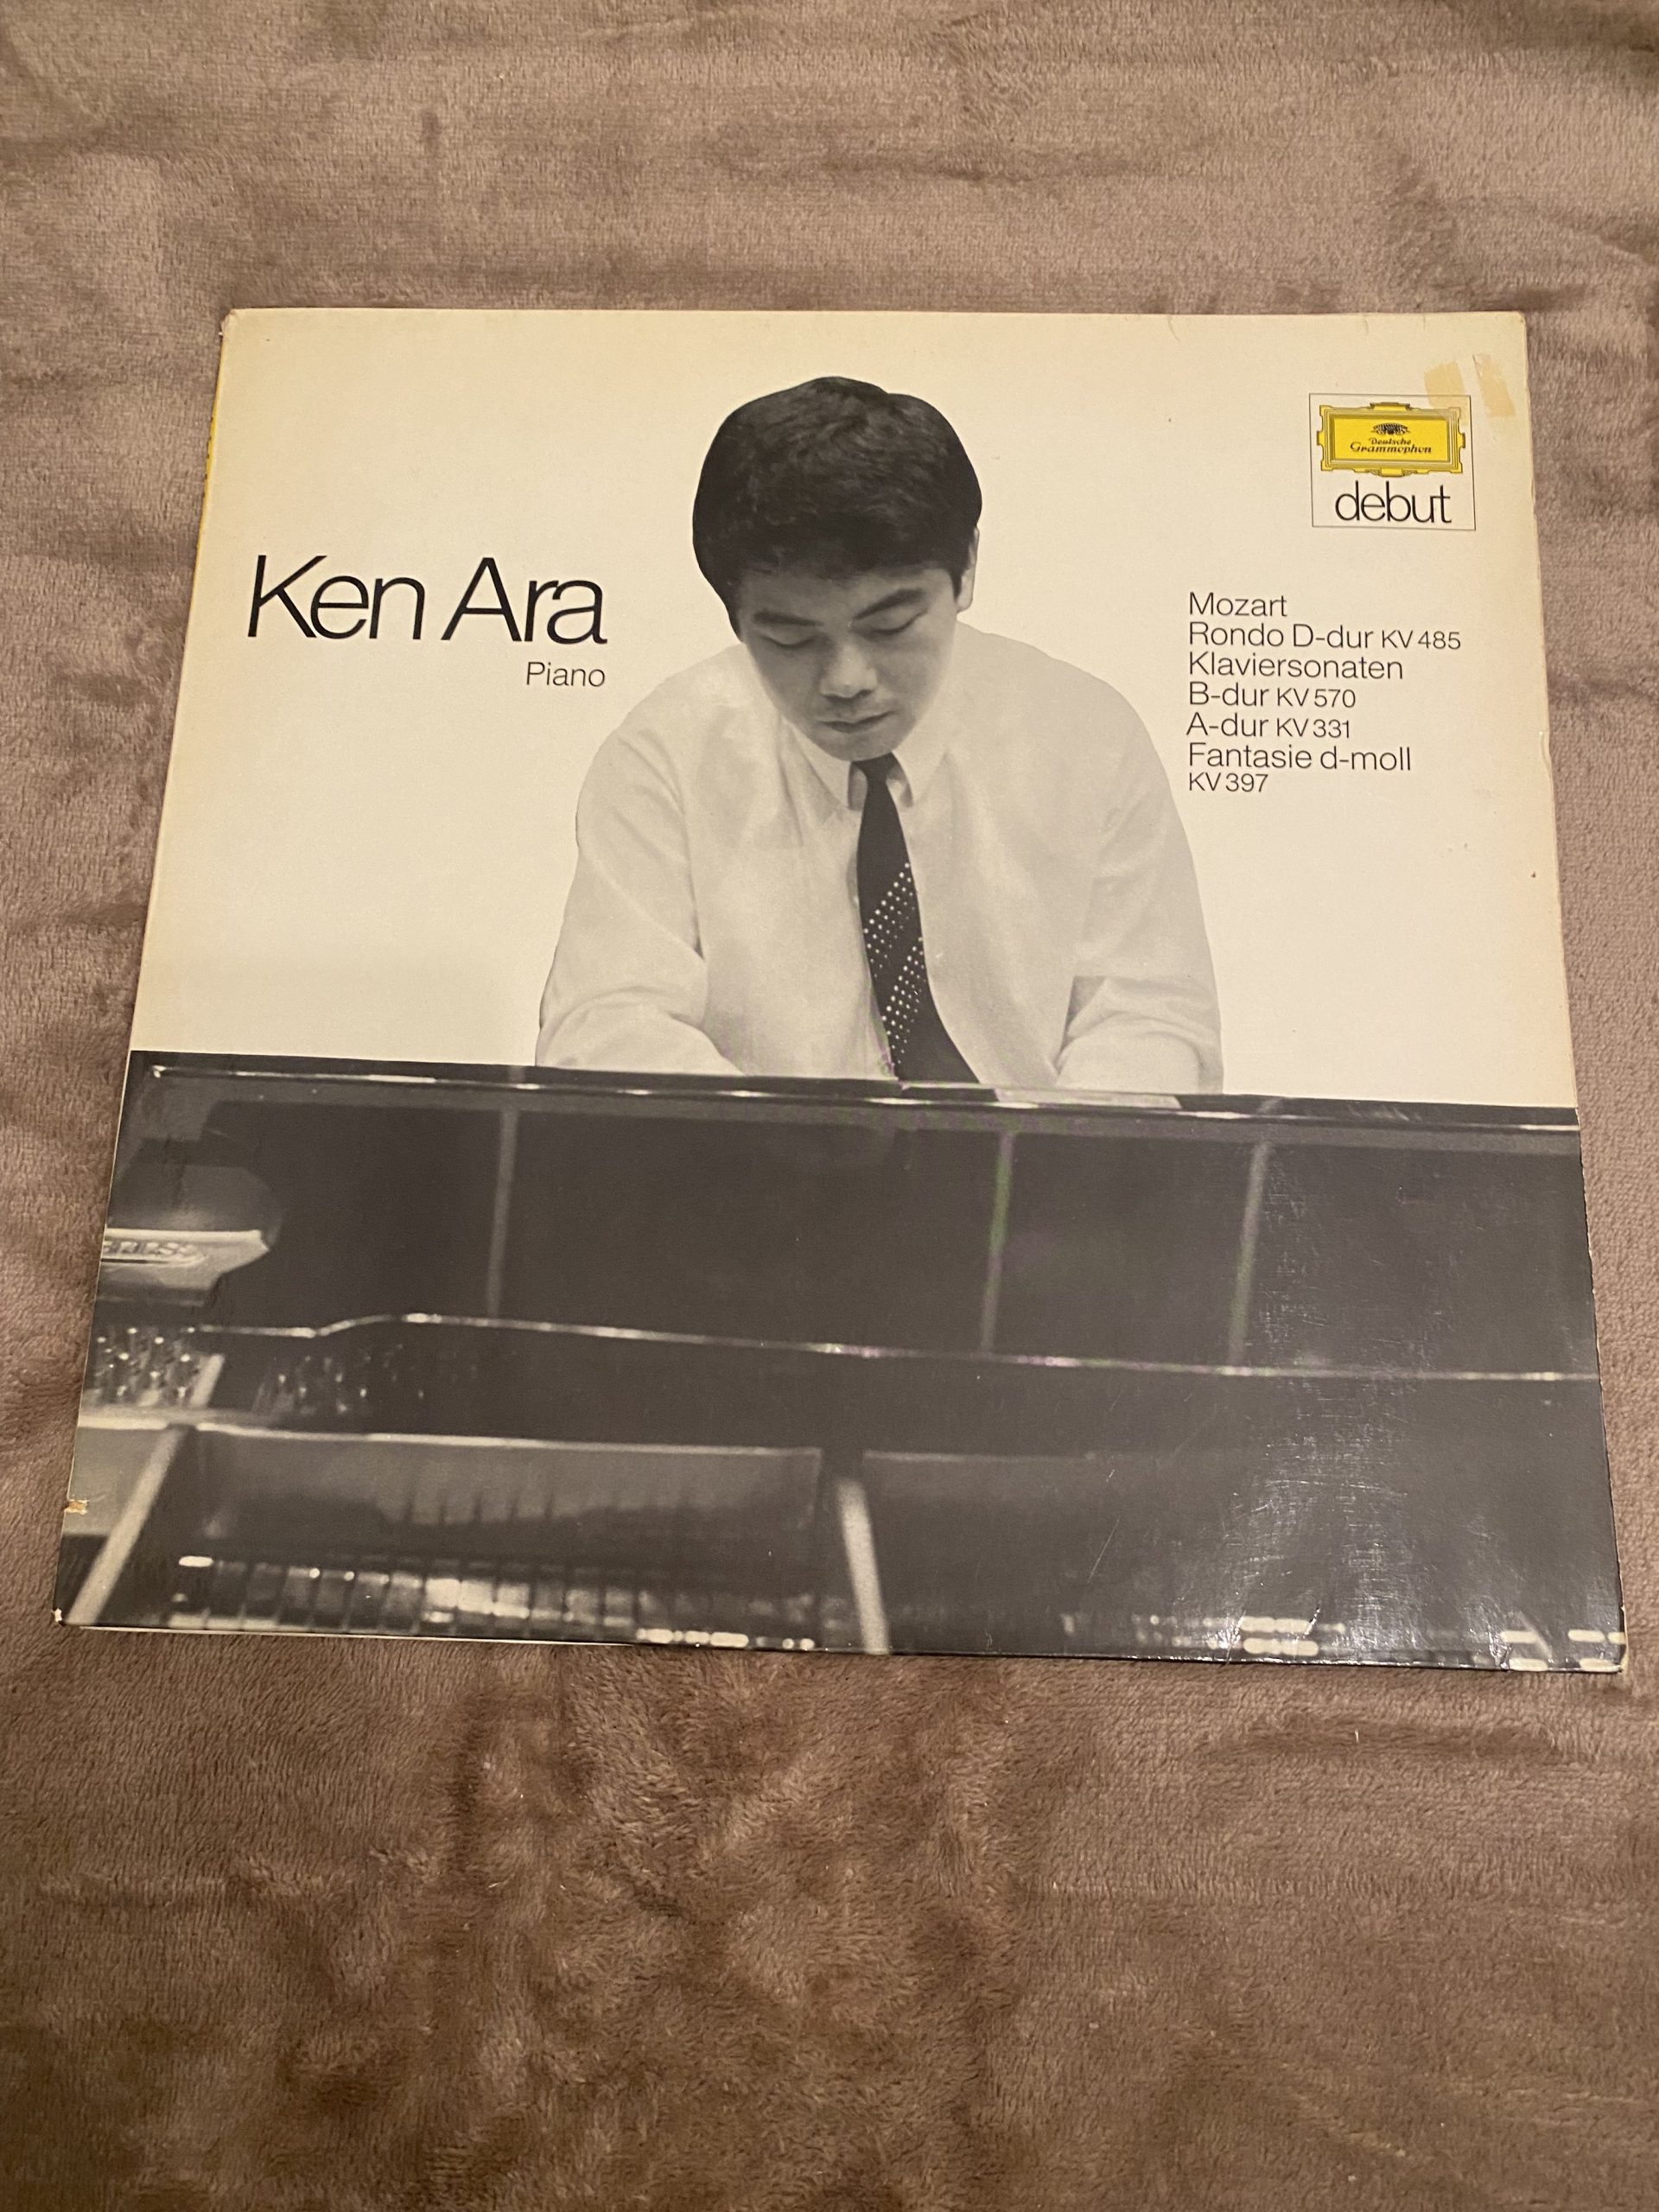 Deutsche
Grammophon
debut
Ken Ara
Piano
Mozart
Rondo D-dur KV 485
Klaviersonaten
B-dur KV 570
A-dur KV 331
Fantasie d-moll
KV 397